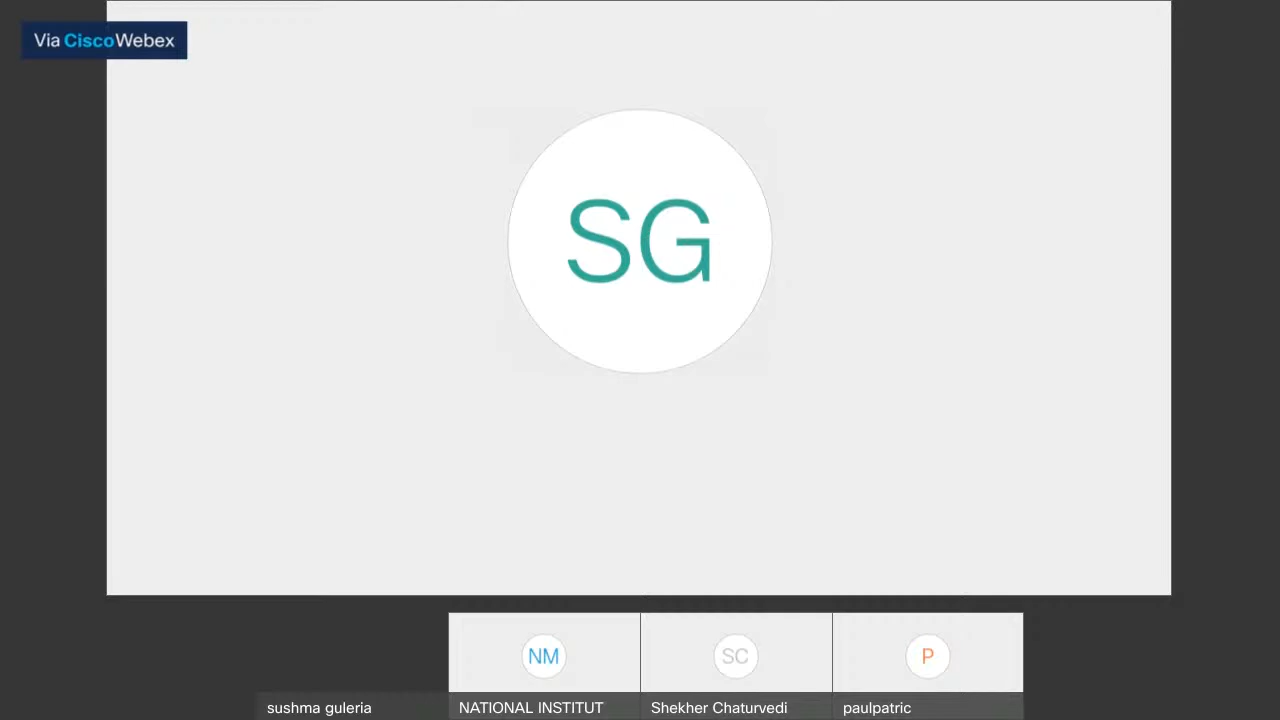 Via CiscoWebex
SG
NM
SC
P
sushma guleria
NATIONAL INSTITUT
Shekher Chaturvedi
paulpatric